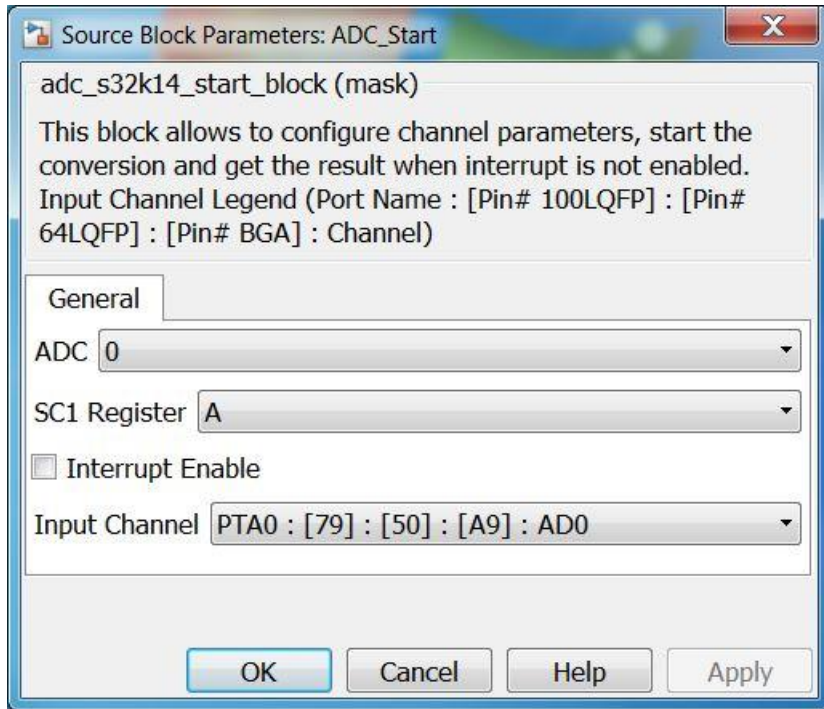 Source Block Parameters: ADC_Start
X
adc_s32k14_start_block (mask)
This block allows to configure channel parameters, start the
conversion and get the result when interrupt is not enabled.
Input Channel Legend (Port Name : [Pin# 100LQFP] : [Pin#
64LQFP] : [Pin# BGA] : Channel)
General
ADC 0
SC1 Register A
Interrupt Enable
Input Channel PTA0 : [79] : [50] : [A9] : AD0
OK Cancel Help Apply